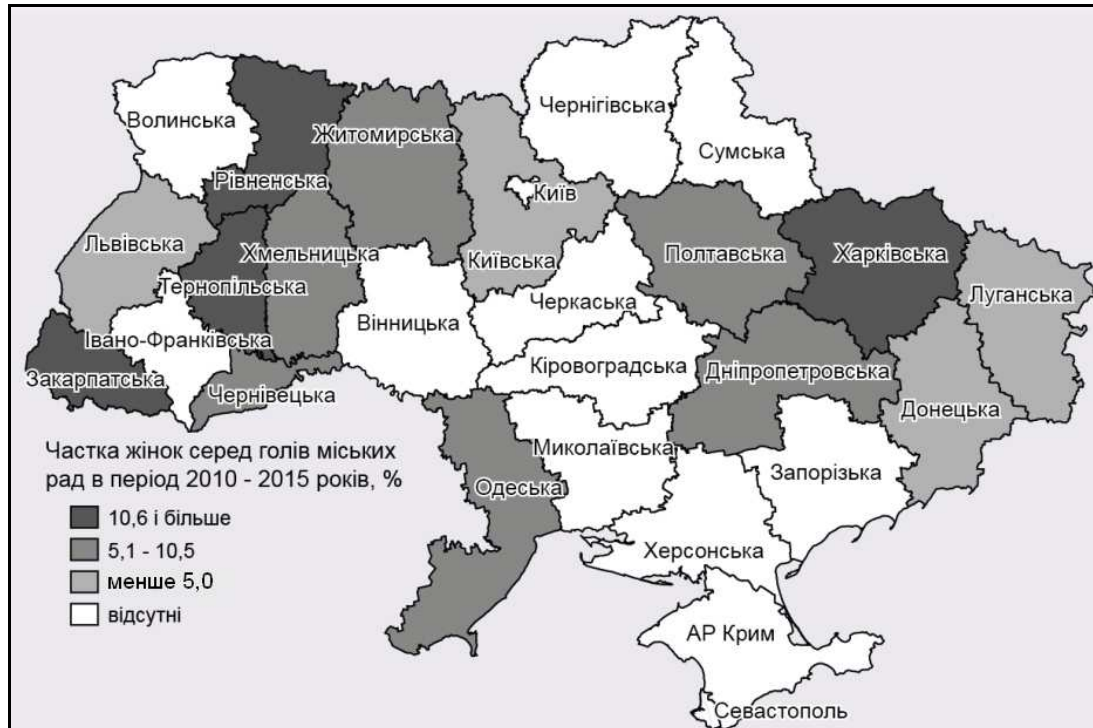 Волинська
Рівненська
Житомирська
Чернігівська
Сумська
Київ
Київська
Львівська
Тернопільська
Хмельницька
Полтавська
Харківська
Луганська
Черкаська
Вінницька
Івано-Франківська
Закарпатська
Чернівецька
Кіровоградська
Дніпропетровська
Донецька
Миколаївська
Одеська
Запорізька
Херсонська
АР Крим
Севастополь
Частка жінок серед голів міських
рад в період 2010 - 2015 років, %
10,6 і більше
5,1 - 10,5
менше 5,0
відсутні